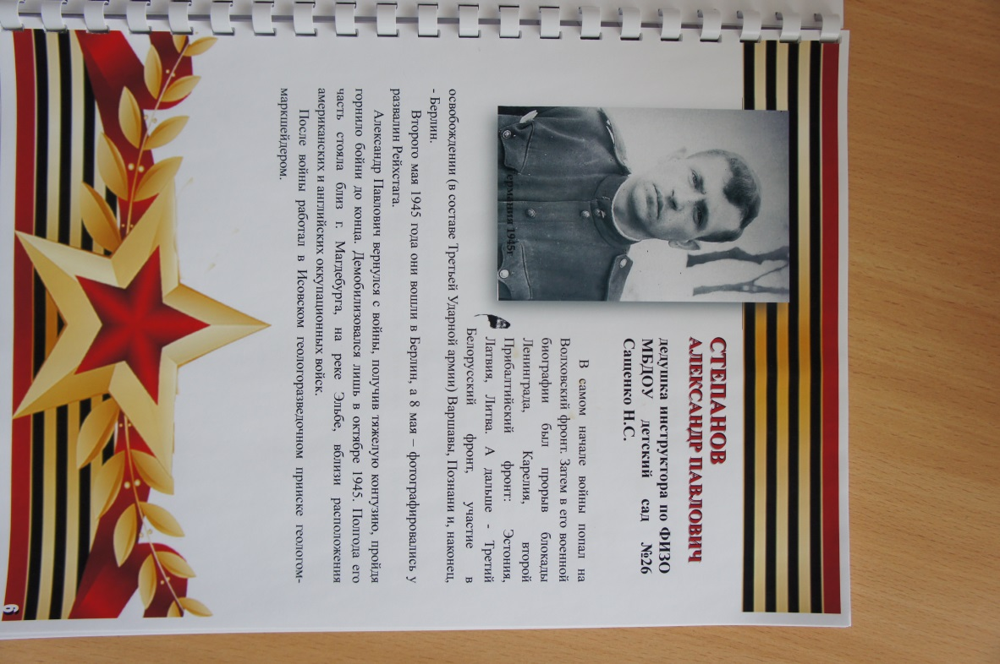 СТЕПАНОВ
АЛЕКСАНДР ПАВЛОВИЧ
дедушка инструктора по ФИЗО
МБДОУ детский сад №26
Сащенко Н.С.
ермания 1945г
В самом начале войны попал на
Волховский фронт. Затем в его военной
биографии был прорыв блокады
Ленинграда, Карелия, второй
Прибалтийский фронт: Эстония,
Латвия, Литва. А дальше - Третий
Белорусский фронт, участие в
освобождении (в составе Третьей Ударной армии) Варшавы, Познани и, наконец,
- Берлин.
Второго мая 1945 года они вошли в Берлин, а 8 мая – фотографировались у
развалин Рейхстага.
Александр Павлович вернулся с войны, получив тяжелую контузию, пройдя
горнило бойни до конца. Демобилизовался лишь в октябре 1945. Полгода его
часть стояла близ г. Магдебурга, на реке Эльбе, вблизи расположения
американских и английских оккупационных войск.
После войны работал в Исовском геологоразведочном прииске геологом-
маркшейдером.
6